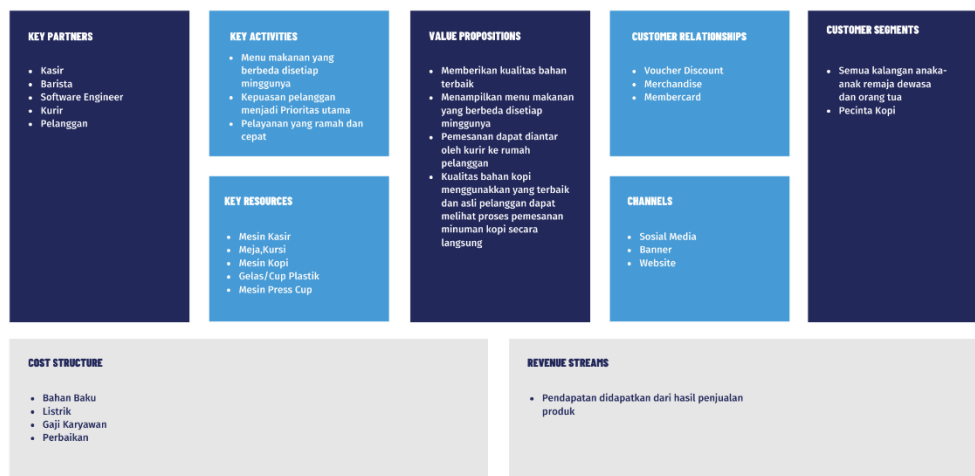 KEY PARTNERS
Kasir
Barista
Software Engineer
Kurir
Pelanggan
KEY ACTIVITIES
Menu makanan yang
berbeda disetiap
minggunya
Kepuasan pelanggan
menjadi Prioritas utama
Pelayanan yang ramah dan
cepat
KEY RESOURCES
Mesin Kasir
Meja,Kursi
Mesin Kopi
Gelas/Cup Plastik
Mesin Press Cup
VALUE PROPOSITIONS
Memberikan kualitas bahan
terbaik
Menampilkan menu makanan
yang berbeda disetiap
minggunya
Pemesanan dapat diantar
oleh kurir ke rumah
pelanggan
Kualitas bahan kopi
menggunakkan yang terbaik
dan asli pelanggan dapat
melihat proses pemesanan
minuman kopi secara
langsung
CUSTOMER RELATIONSHIPS
Voucher Discount
Merchandise
Membercard
CHANNELS
Sosial Media
Banner
Website
CUSTOMER SEGMENTS
Semua kalangan anaka-
anak remaja dewasa
dan orang tua
Pecinta Kopi
COST STRUCTURE
Bahan Baku
Listrik
Gaji Karyawan
Perbaikan
REVENUE STREAMS
Pendapatan didapatkan dari hasil penjualan
produk